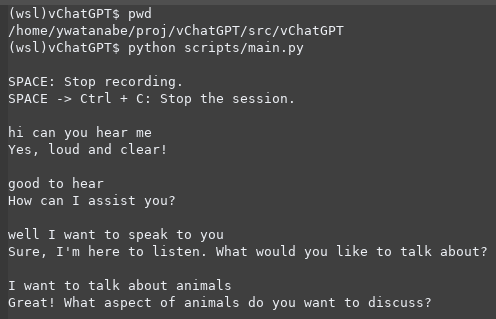 (wsl)vChatGPT$ pwd
/home/ywatanabe/proj/vChatGPT/src/vChatGPT
(wsl)vChatGPT$ python scripts/main.py
SPACE: Stop recording.
SPACE -> Ctrl + C: Stop the session.
hi can you hear me
Yes, loud and clear!
good to hear
How can I assist you?
well I want to speak to you
Sure, I'm here to listen. What would you like to talk about?
I want to talk about animals
Great! What aspect of animals do you want to discuss?